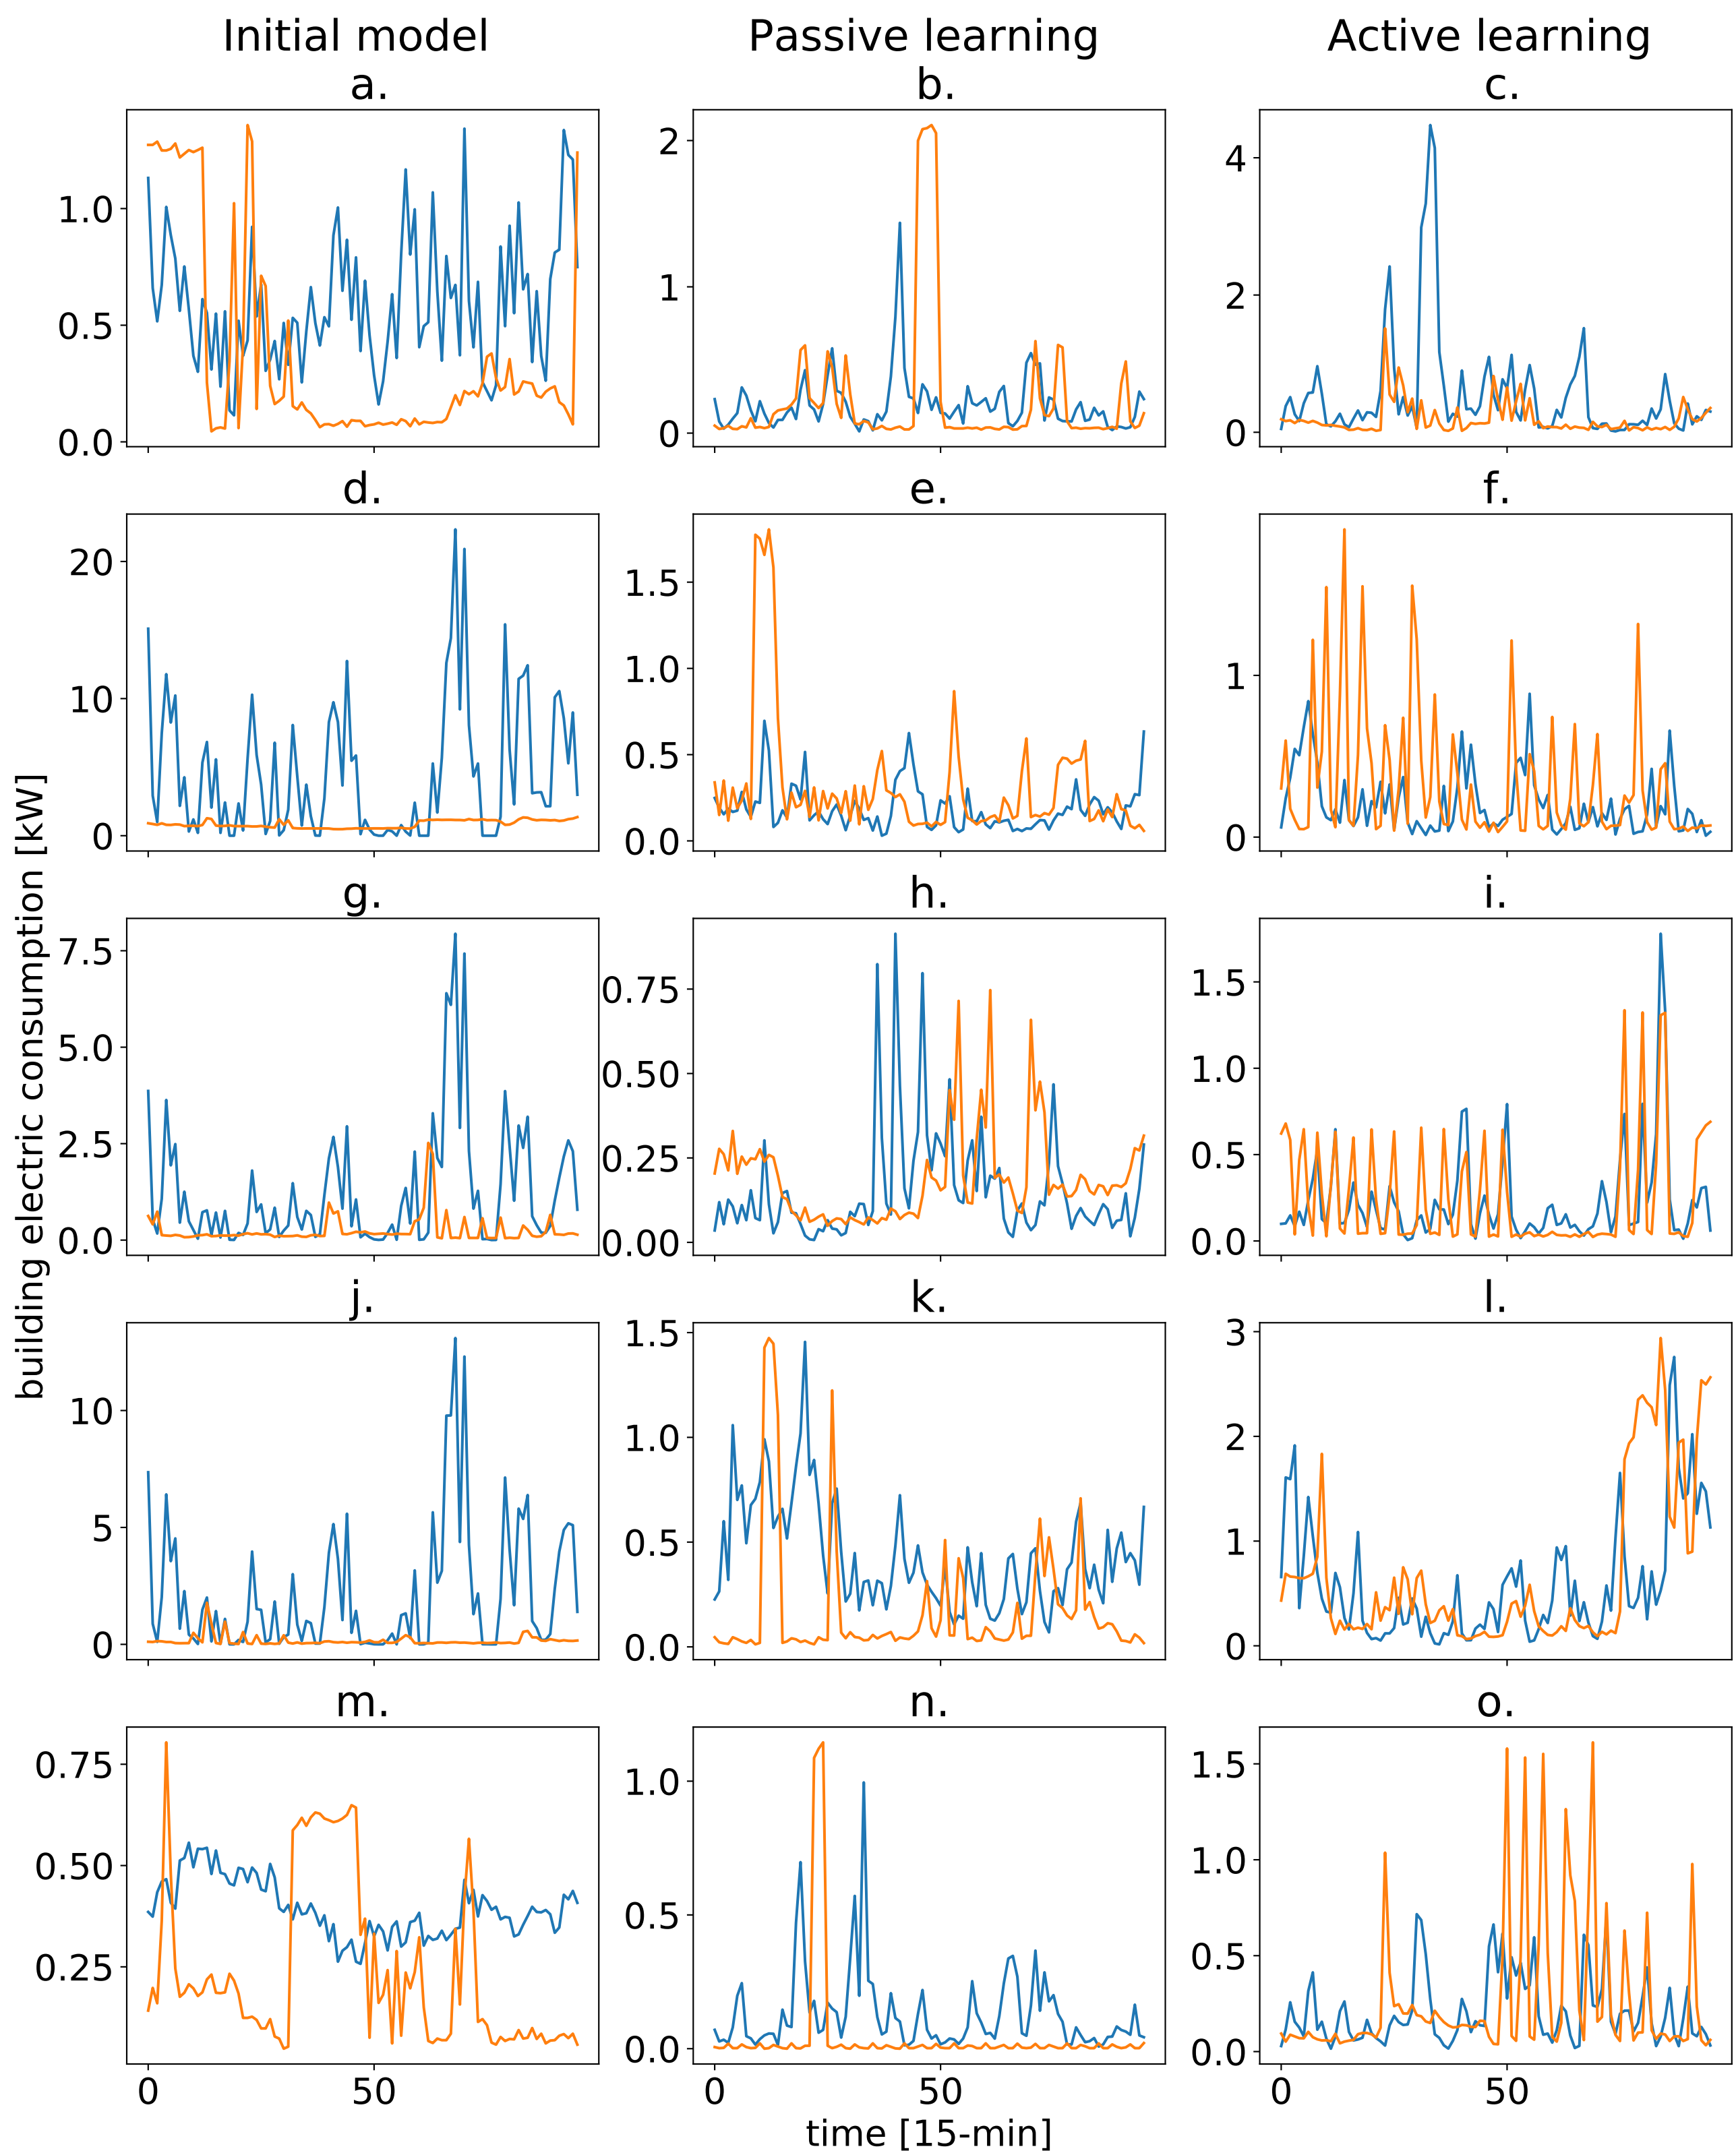 Initial model
Passive learning
Active learning
a.
b.
c.
1.0
0.5
0.0
2
1
0
4
2
0
d.
e.
f.
20
10
0
1.5
1.0
0.5
0.0
1
0
g.
h.
i.
7.5
5.0
2.5
0.0
0.75
0.50
0.25
0.00
1.5
1.0
0.5
0.0
j.
k.
l.
10
5
0
1.5
1.0
0.5
0.0
3
2
1
0
m.
n.
o.
0.75
0.50
0.25
1.0
0.5
0.0
1.5
1.0
0.5
0.0
0
50
0
50
0
50
building electric consumption [kW]
time [15-min]